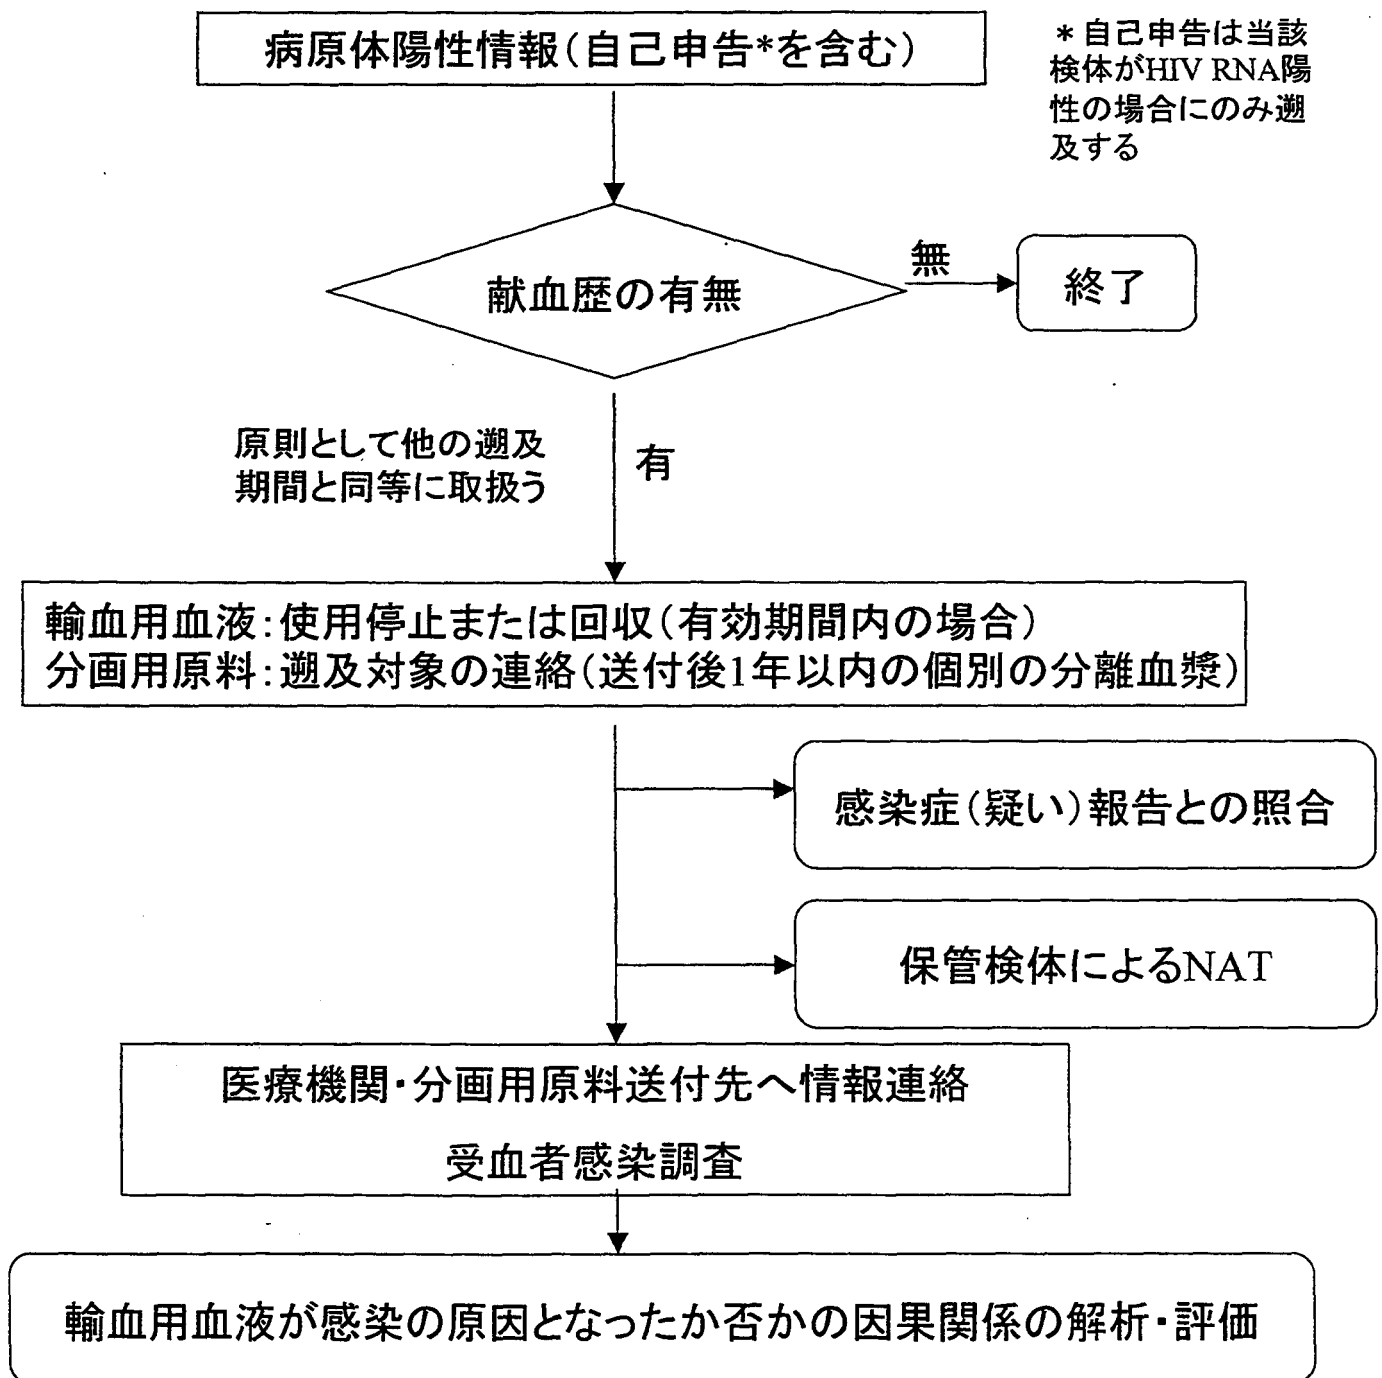 病原体陽性情報(自己申告*を含む)
* 自己申告は当該
検体がHIV RNA陽
性の場合にのみ遡
及する
献血歴の有無
無
終了
原則として他の遡及
期間と同等に取扱う
有
輸血用血液:使用停止または回収(有効期間内の場合)
分画用原料:遡及対象の連絡(送付後1年以内の個別の分離血漿)
感染症(疑い)報告との照合
保管検体によるNAT
医療機関・分画用原料送付先へ情報連絡
受血者感染調査
輸血用血液が感染の原因となったか否かの因果関係の解析・評価